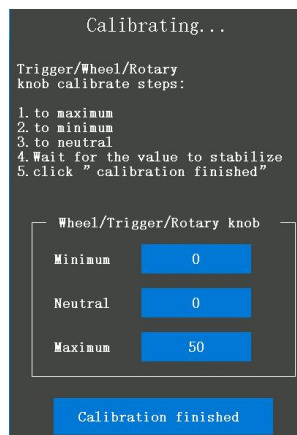 Calibrating...
Trigger/Wheel/Rotary
knob calibrate steps:
1. to maximum
2. to minimum
3. to neutral
4. Wait for the value to stabilize
5. click ” calibration finished”
Wheel/Trigger/Rotary knob
Minimum 0
Neutral 0
Maximum 50
Calibration finished